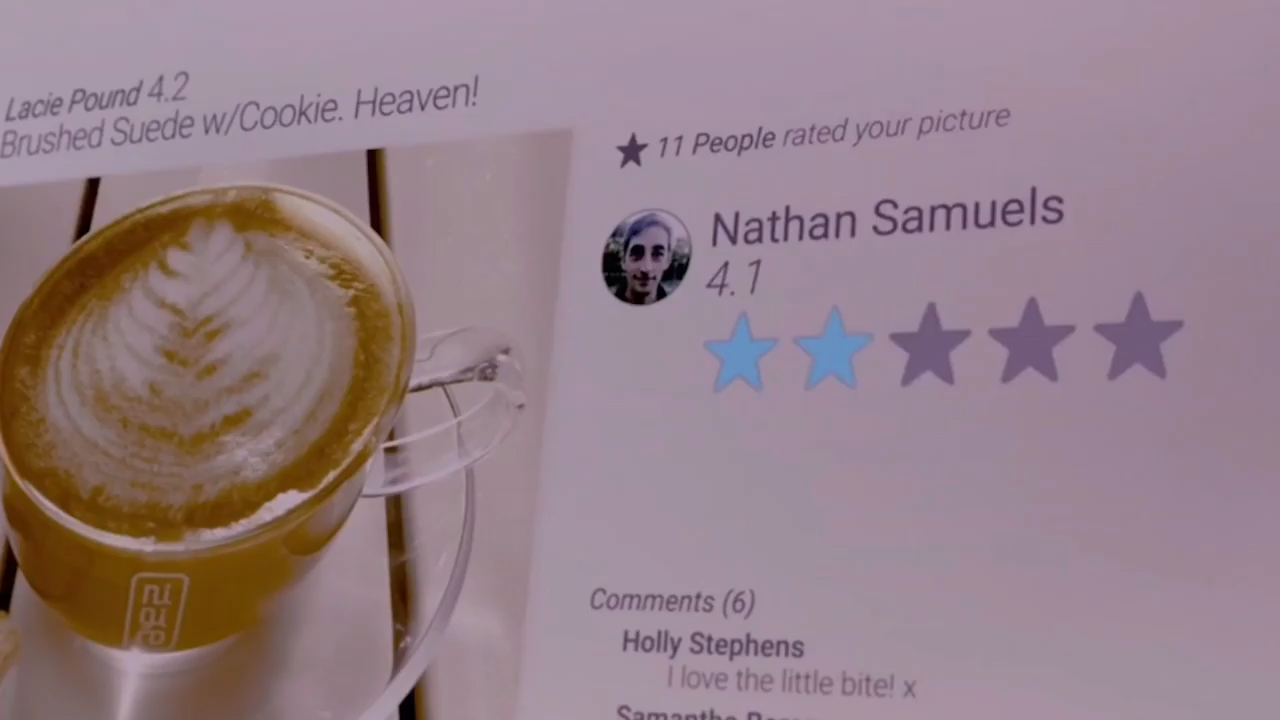 Lacie Pound 4.2
Brushed Suede w/Cookie. Heaven!
11 People rated your picture
Nathan Samuels
4.1
Comments (6)
Holly Stephens
I love the little bite! x
Samantha